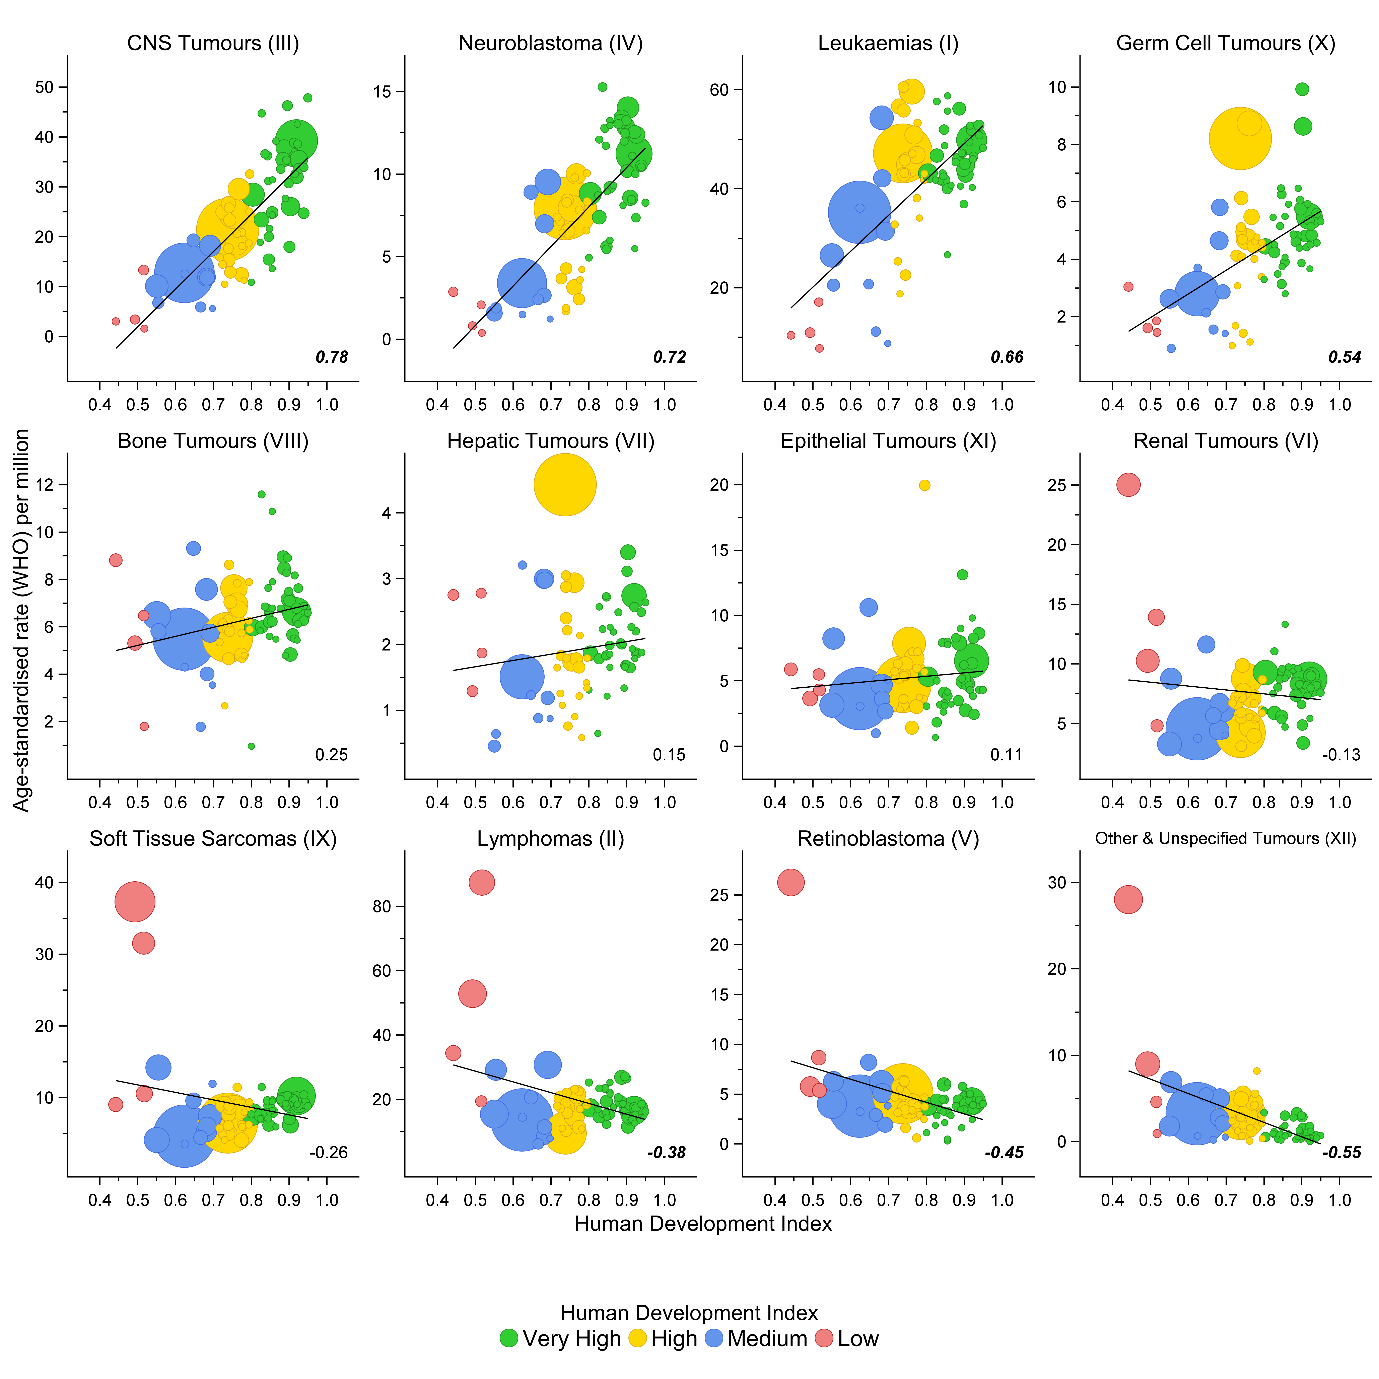 CNS Tumours (III) Neuroblastoma (IV) Leukaemias (I) Germ Cell Tumours (X)
50 15 60 10
40 8
30 10 40 6
20
10 5 4
0 0 20 2
0.78 0.72 0.66 0.54
0.4 0.5 0.6 0.7 0.8 0.9 1.0 0.4 0.5 0.6 0.7 0.8 0.9 1.0 0.4 0.5 0.6 0.7 0.8 0.9 1.0 0.4 0.5 0.6 0.7 0.8 0.9 1.0
Age-standardised rate (WHO) per million
Bone Tumours (VIII) Hepatic Tumours (VII) Epithelial Tumours (XI) Renal Tumours (VI)
12 4 20 25
10 20
8 3 15
6 10 15
4 2 5 10
2 1 0 5
0.25 0.15 0.11 -0.13
0.4 0.5 0.6 0.7 0.8 0.9 1.0 0.4 0.5 0.6 0.7 0.8 0.9 1.0 0.4 0.5 0.6 0.7 0.8 0.9 1.0 0.4 0.5 0.6 0.7 0.8 0.9 1.0
Soft Tissue Sarcomas (IX) Lymphomas (II) Retinoblastoma (V) Other & Unspecified Tumours (XII)
40 80 25 30
30 60 20 20
20 40 15
10 20 10 10
5
0 0
-0.26 -0.38 -0.45 -0.55
0.4 0.5 0.6 0.7 0.8 0.9 1.0 0.4 0.5 0.6 0.7 0.8 0.9 1.0 0.4 0.5 0.6 0.7 0.8 0.9 1.0 0.4 0.5 0.6 0.7 0.8 0.9 1.0
Human Development Index
Human Development Index
Very High High Medium Low